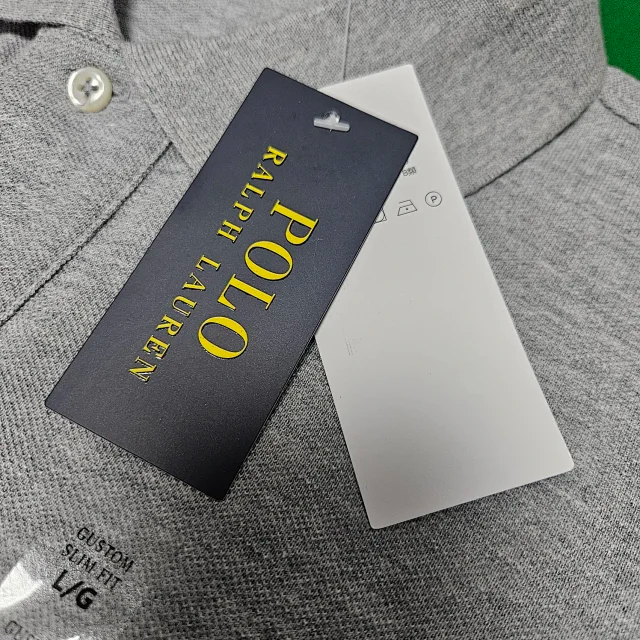 POLO
RALPH LAUREN
P
CUSTOM
SLIM FIT
L/G